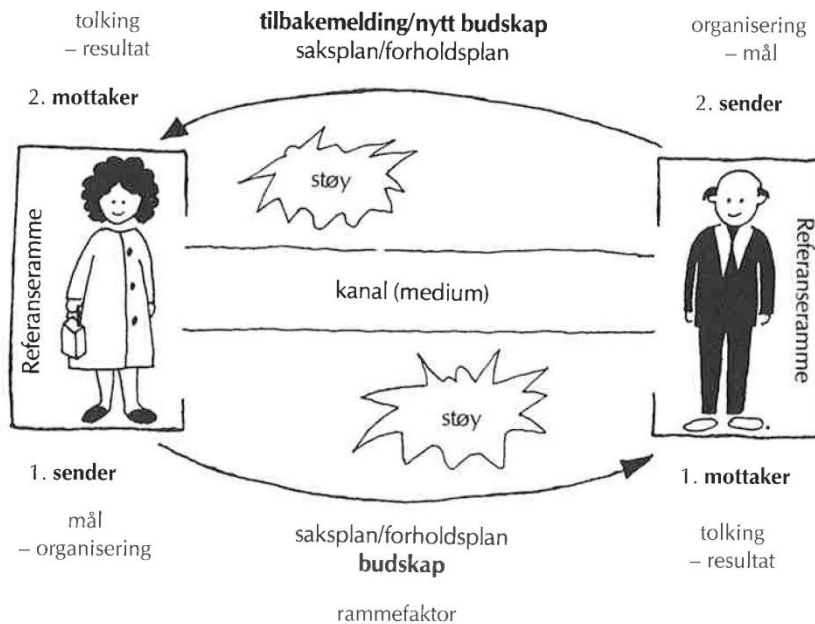 tolking
– resultat
tilbakemelding/nytt budskap
saksplan/forholdsplan
organisering
– mål
2. mottaker
2. sender
støy
Referanseramme
kanal (medium)
Referanseramme
støy
1. sender
1. mottaker
mål
– organisering
saksplan/forholdsplan
budskap
tolking
– resultat
rammefaktor